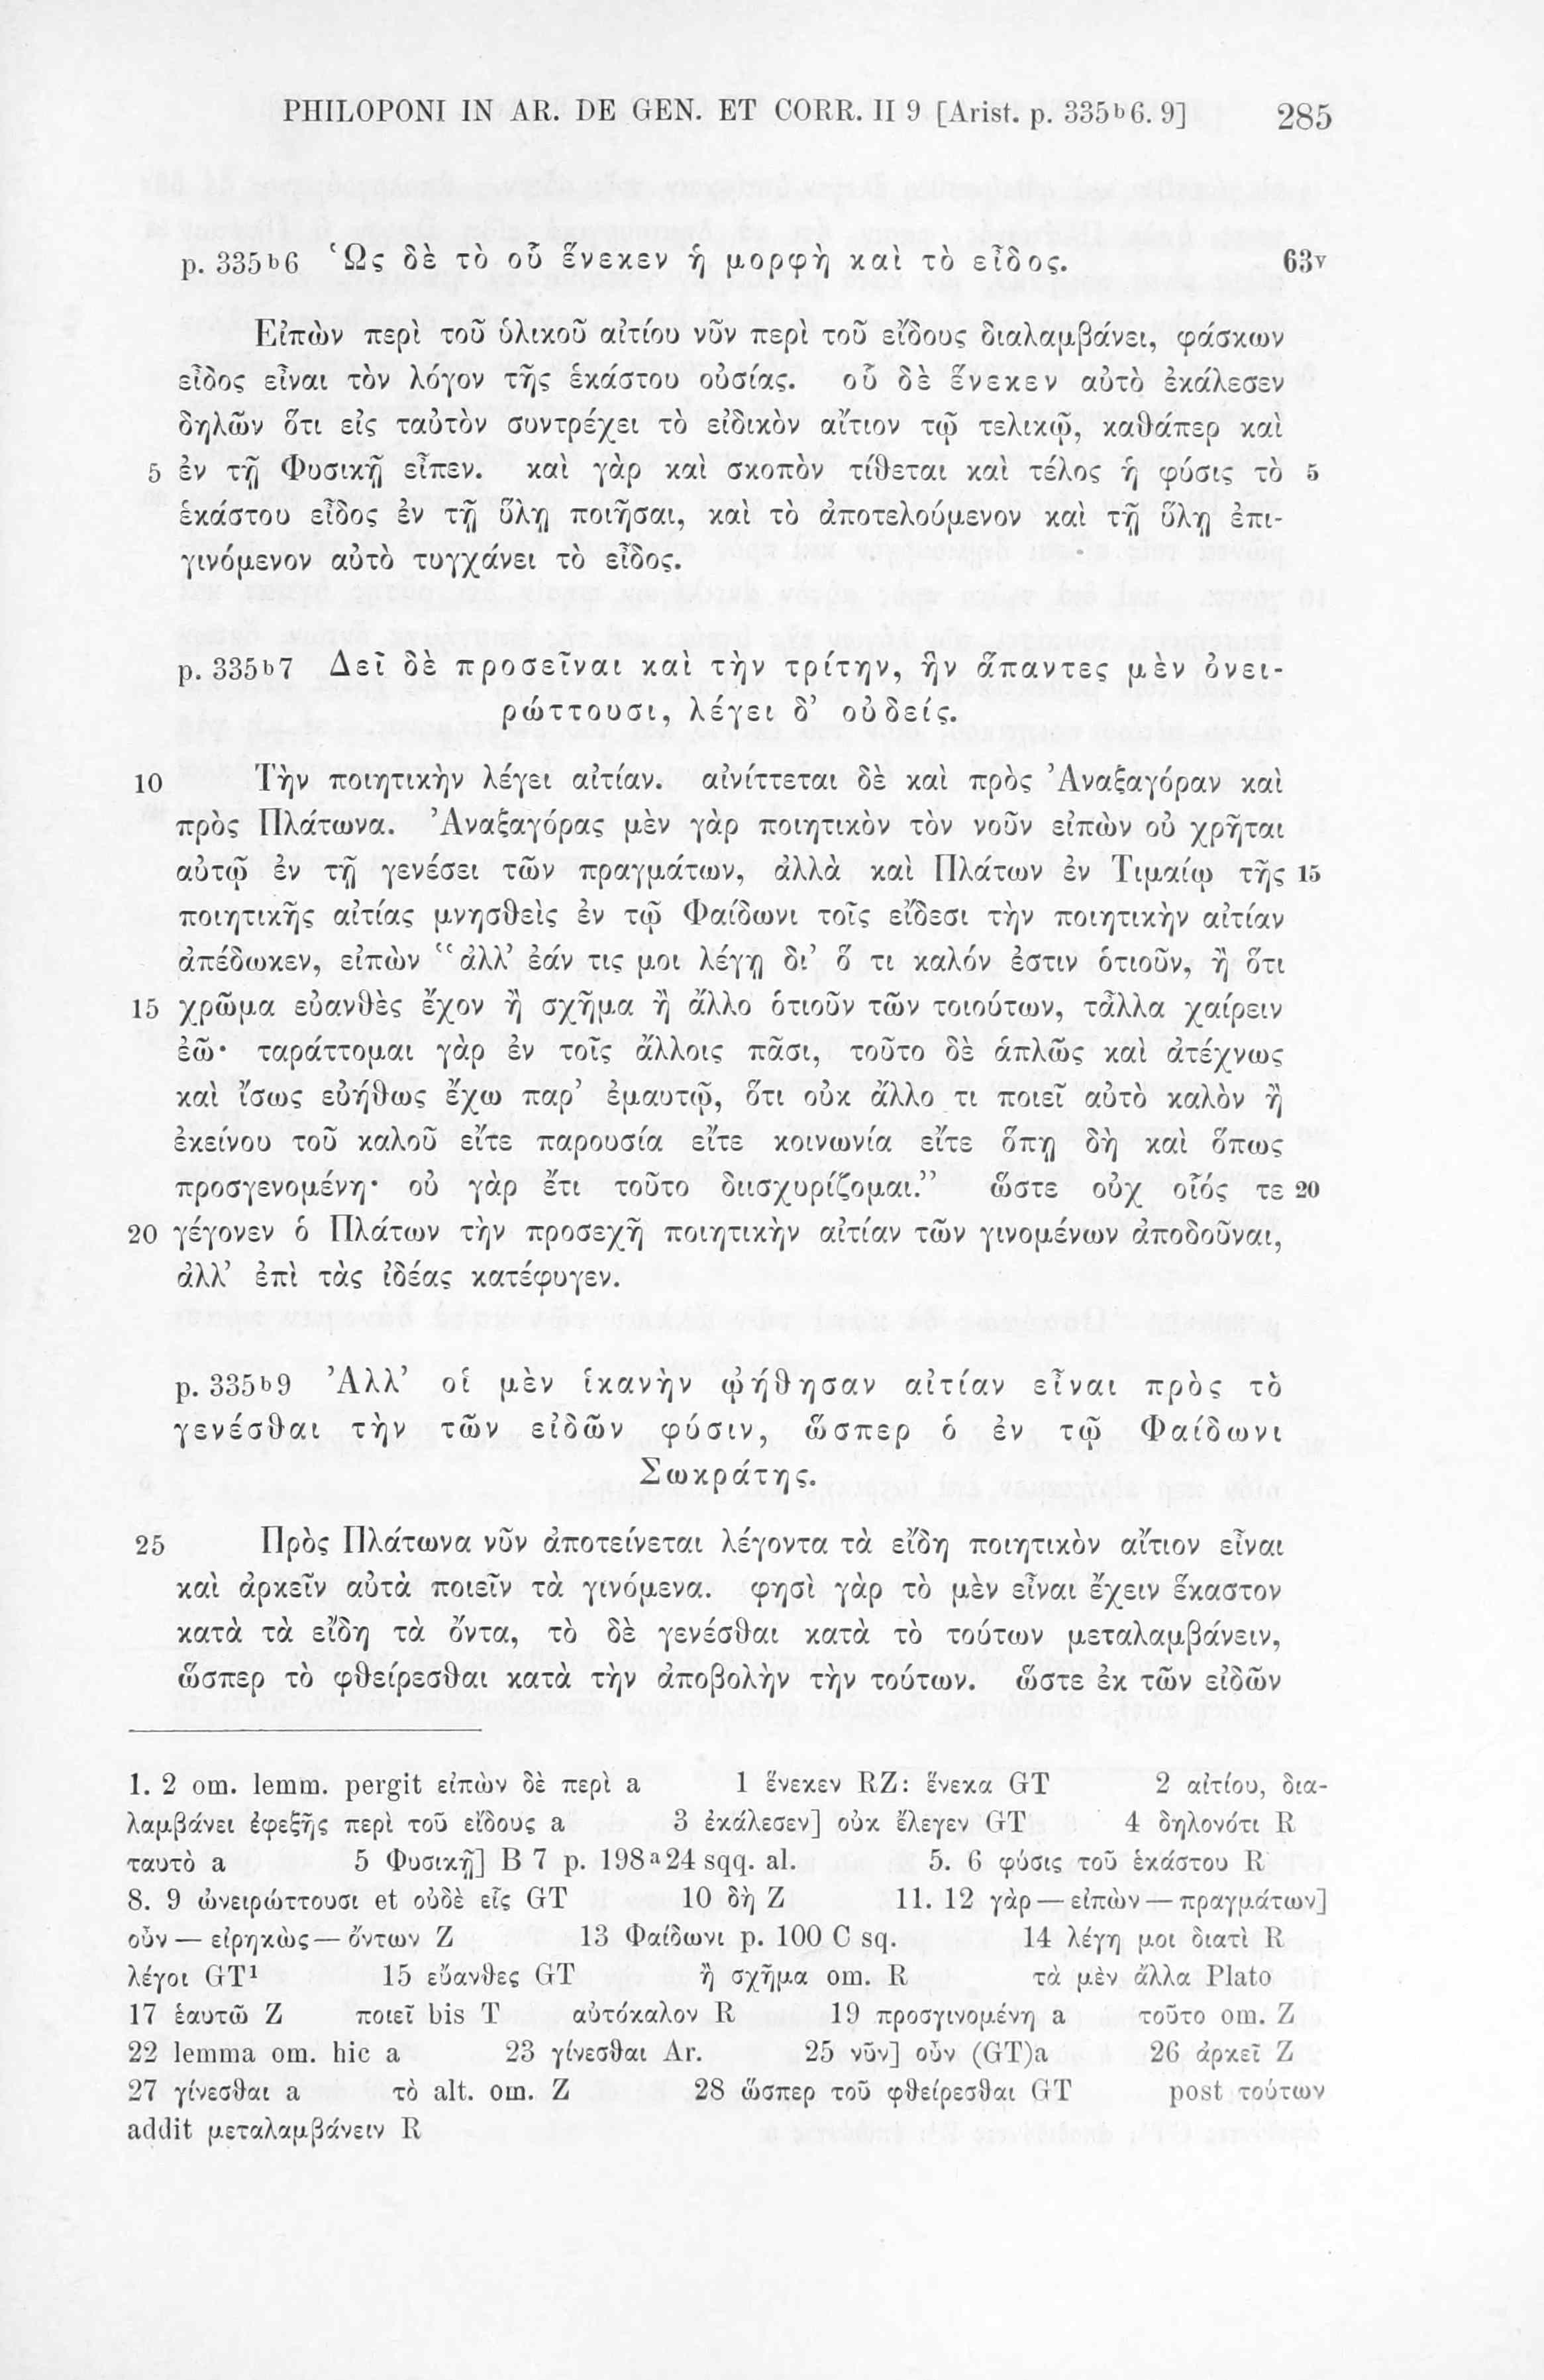 PHILOPONI IN AR. DE GEN. ET CORR. II 9 [Arist. p. 335ᵇ6. 9] 285
p. 335ᵇ6 Ὡς δὲ τὸ οὗ ἕνεκεν ἡ μορφὴ καὶ τὸ εἶδος. 63ᵛ
Εἰπὼν περὶ τοῦ ὑλικοῦ αἰτίου νῦν περὶ τοῦ εἴδους διαλαμβάνει, φάσκων
εἶδος εἶναι τὸν λόγον τῆς ἑκάστου οὐσίας. οὗ δὲ ἕνεκεν αὐτὸ ἐκάλεσεν
δηλῶν ὅτι εἰς ταὐτὸν συντρέχει τὸ εἰδικὸν αἴτιον τῷ τελικῷ, καθάπερ καὶ
5 ἐν τῇ Φυσικῇ εἶπεν. καὶ γὰρ καὶ σκοπὸν τίθεται καὶ τέλος ἡ φύσις τὸ 5
ἑκάστου εἶδος ἐν τῇ ὕλῃ ποιῆσαι, καὶ τὸ ἀποτελούμενον καὶ τῇ ὕλῃ ἐπι-
γινόμενον αὐτὸ τυγχάνει τὸ εἶδος.
p. 335ᵇ7 Δεῖ δὲ προσεῖναι καὶ τὴν τρίτην, ἣν ἅπαντες μὲν ὀνει-
ρώττουσι, λέγει δ’ οὐδείς.
10 Τὴν ποιητικὴν λέγει αἰτίαν. αἰνίττεται δὲ καὶ πρὸς Ἀναξαγόραν καὶ
πρὸς Πλάτωνα. Ἀναξαγόρας μὲν γὰρ ποιητικὸν τὸν νοῦν εἰπὼν οὐ χρῆται
αὐτῷ ἐν τῇ γενέσει τῶν πραγμάτων, ἀλλὰ καὶ Πλάτων ἐν Τιμαίῳ τῆς 15
ποιητικῆς αἰτίας μνησθεὶς ἐν τῷ Φαίδωνι τοῖς εἴδεσι τὴν ποιητικὴν αἰτίαν
ἀπέδωκεν, εἰπὼν “ἀλλ’ ἐάν τις μοι λέγῃ δι’ ὅ τι καλόν ἐστιν ὁτιοῦν, ἢ ὅτι
15 χρῶμα εὐανθὲς ἔχον ἢ σχῆμα ἢ ἄλλο ὁτιοῦν τῶν τοιούτων, τἆλλα χαίρειν
ἐῶ· ταράττομαι γὰρ ἐν τοῖς ἄλλοις πᾶσι, τοῦτο δὲ ἁπλῶς καὶ ἀτέχνως
καὶ ἴσως εὐήθως ἔχω παρ’ ἐμαυτῷ, ὅτι οὐκ ἄλλο τι ποιεῖ αὐτὸ καλὸν ἢ
ἐκείνου τοῦ καλοῦ εἴτε παρουσία εἴτε κοινωνία εἴτε ὅπῃ δὴ καὶ ὅπως
προσγενομένη· οὐ γὰρ ἔτι τοῦτο διισχυρίζομαι.” ὥστε οὐχ οἷός τε 20
20 γέγονεν ὁ Πλάτων τὴν προσεχῆ ποιητικὴν αἰτίαν τῶν γινομένων ἀποδοῦναι,
ἀλλ’ ἐπὶ τὰς ἰδέας κατέφυγεν.
p. 335ᵇ9 Ἀλλ’ οἱ μὲν ἱκανὴν ᾠήθησαν αἰτίαν εἶναι πρὸς τὸ
γενέσθαι τὴν τῶν εἰδῶν φύσιν, ὥσπερ ὁ ἐν τῷ Φαίδωνι
Σωκράτης.
25 Πρὸς Πλάτωνα νῦν ἀποτείνεται λέγοντα τὰ εἴδη ποιητικὸν αἴτιον εἶναι
καὶ ἀρκεῖν αὐτὰ ποιεῖν τὰ γινόμενα. φησὶ γὰρ τὸ μὲν εἶναι ἔχειν ἕκαστον
κατὰ τὰ εἴδη τὰ ὄντα, τὸ δὲ γενέσθαι κατὰ τὸ τούτων μεταλαμβάνειν,
ὥσπερ τὸ φθείρεσθαι κατὰ τὴν ἀποβολὴν τὴν τούτων. ὥστε ἐκ τῶν εἰδῶν
1. 2 om. lemm. pergit εἰπὼν δὲ περὶ a 1 ἕνεκεν RZ: ἕνεκα GT 2 αἰτίου, δια-
λαμβάνει ἐφεξῆς περὶ τοῦ εἴδους a 3 ἐκάλεσεν] οὐκ ἔλεγεν GT 4 δηλονότι R
ταυτὸ a 5 Φυσικῇ] B 7 p. 198ᵃ24 sqq. al. 5. 6 φύσις τοῦ ἑκάστου R
8. 9 ὠνειρώττουσι et οὐδὲ εἷς GT 10 δὴ Z 11. 12 γὰρ — εἰπὼν — πραγμάτων]
οὖν — εἰρηκὼς — ὄντων Z 13 Φαίδωνι p. 100 C sq. 14 λέγη μοι διατὶ R
λέγοι GT¹ 15 εὔανθες GT ἢ σχῆμα om. R τὰ μὲν ἄλλα Plato
17 ἑαυτῶ Z ποιεῖ bis T αὐτόκαλον R 19 προσγινομένη a τοῦτο om. Z
22 lemma om. hic a 23 γίνεσθαι Ar. 25 νῦν] οὖν (GT)a 26 ἀρκεῖ Z
27 γίνεσθαι a τὸ alt. om. Z 28 ὥσπερ τοῦ φθείρεσθαι GT post τούτων
addit μεταλαμβάνειν R